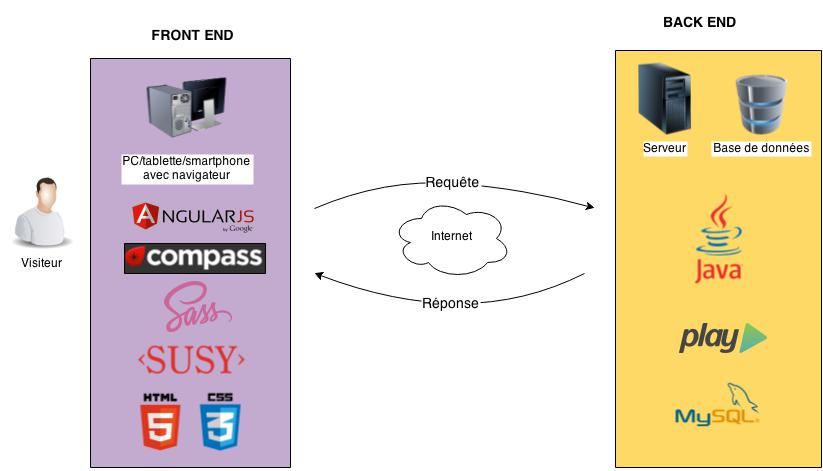 FRONT END
BACK END
PC/tablette/smartphone
avec navigateur
Serveur
Base de données
Visiteur
ANGULARJS
by Google
compass
Sass
‹SUSY›
HTML
5
CSS
3
Requête
Internet
Réponse
Java
play
MySQL